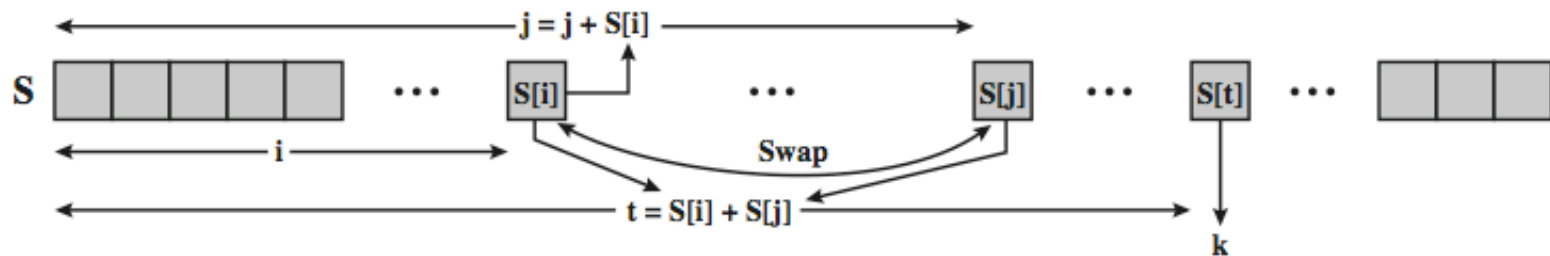 j = j + S[i]
S ... S[i] ... S[j] ... S[t] ...
i Swap
t = S[i] + S[j]
k